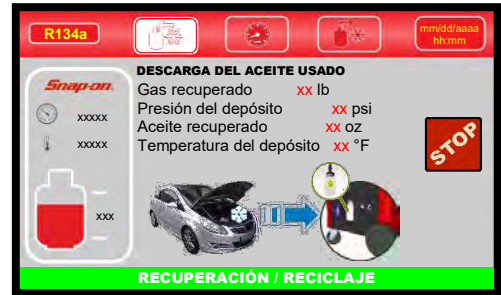 R134a
mm/dd/aaaa
hh:mm
Snap-on
xxxxx
xxxxx
xxx
DESCARGA DEL ACEITE USADO
Gas recuperado xx lb
Presión del depósito xx psi
Aceite recuperado xx oz
Temperatura del depósito xx °F
STOP
RECUPERACIÓN / RECICLAJE